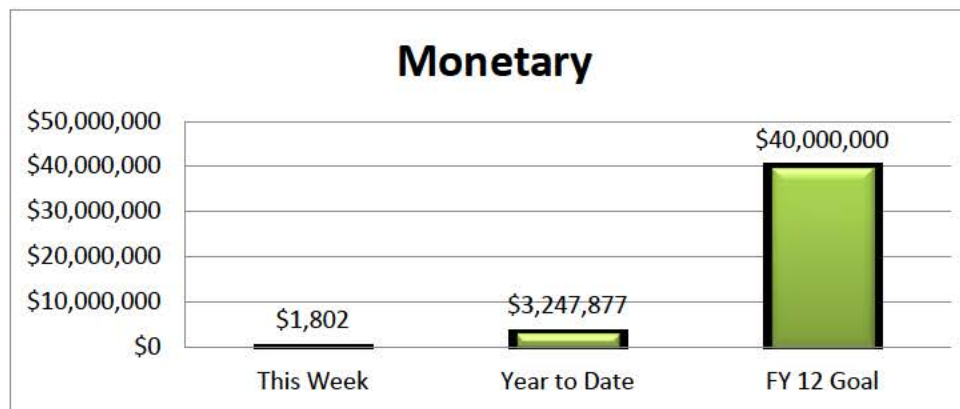 Monetary
$50,000,000
$40,000,000
$30,000,000
$20,000,000
$10,000,000
$0
$1,802
$3,247,877
$40,000,000
This Week
Year to Date
FY 12 Goal